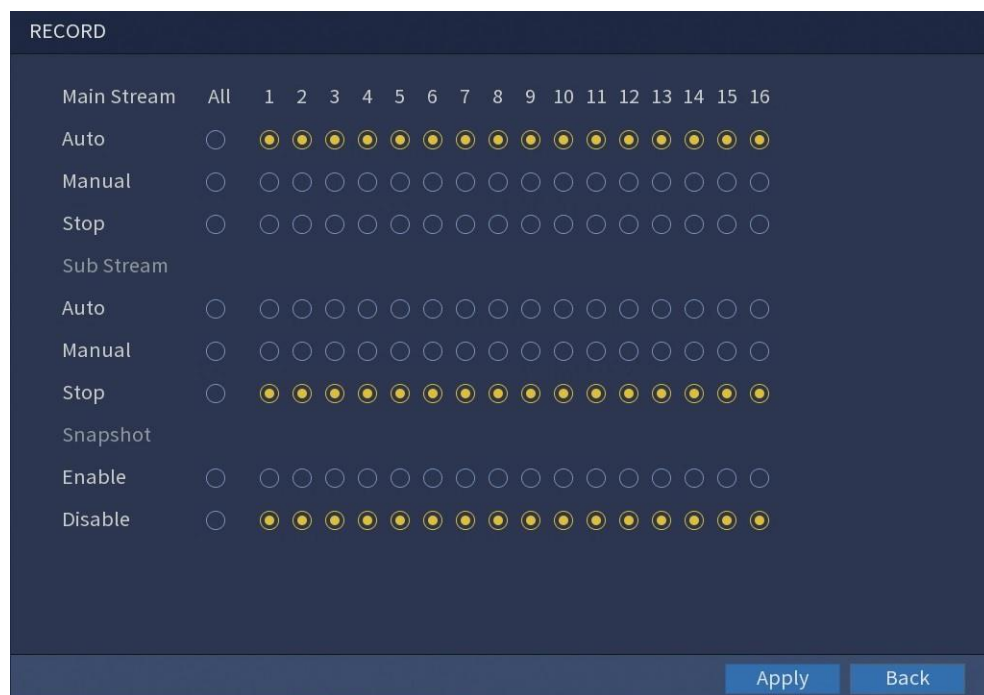 RECORD
Main Stream All 1 2 3 4 5 6 7 8 9 10 11 12 13 14 15 16
Auto
Manual
Stop
Sub Stream
Auto
Manual
Stop
Snapshot
Enable
Disable
Apply Back